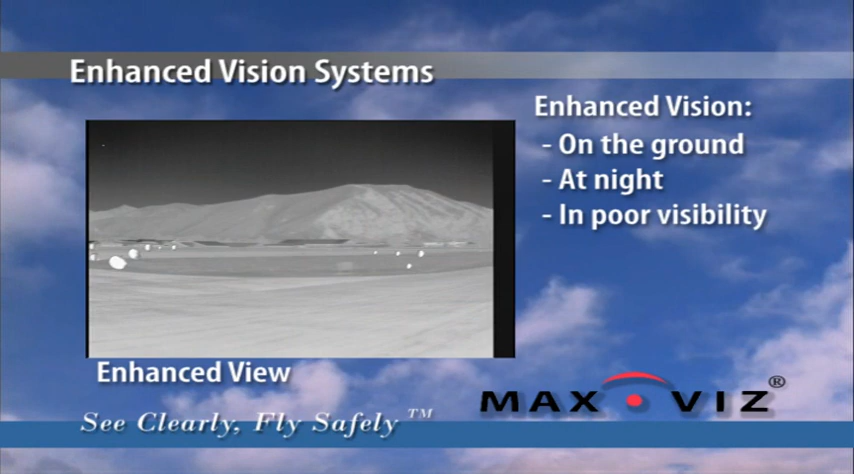 Enhanced Vision Systems
Enhanced Vision:
- On the ground
- At night
- In poor visibility
Enhanced View
See Clearly, Fly Safely ™
MAX VIZ®